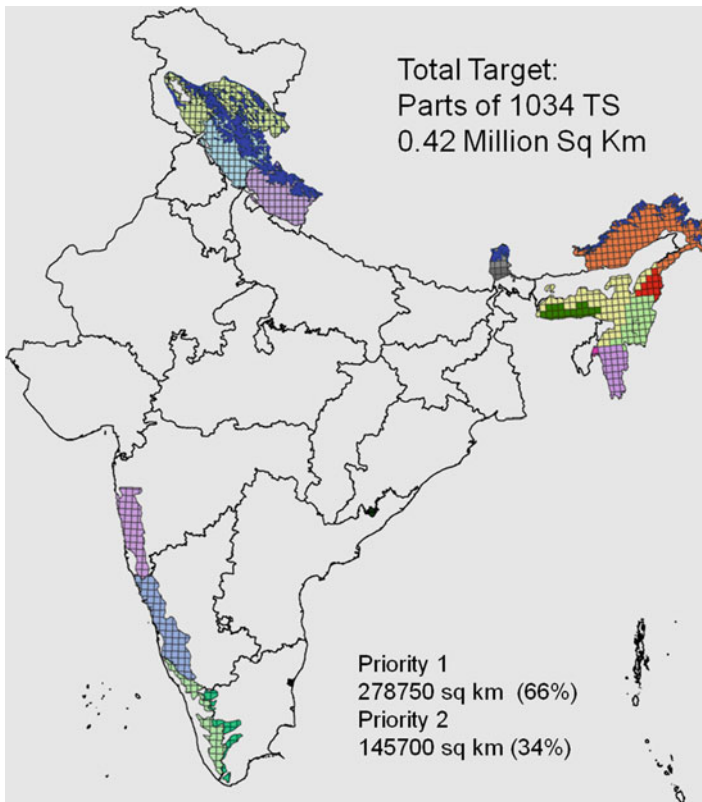 Total Target:
Parts of 1034 TS
0.42 Million Sq Km
Priority 1
278750 sq km (66%)
Priority 2
145700 sq km (34%)